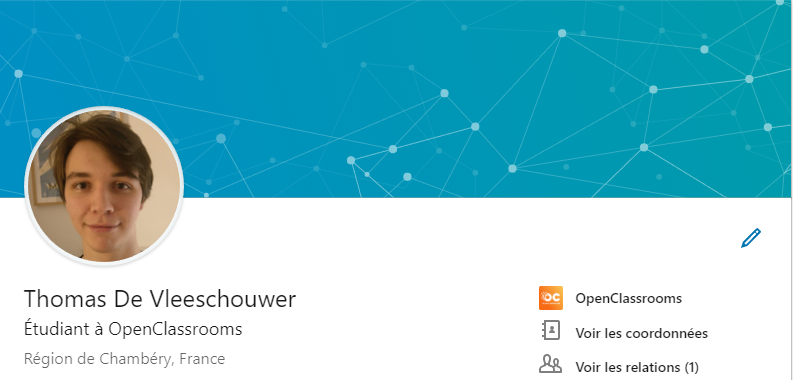 Thomas De Vleeschouwer
Étudiant à OpenClassrooms
Région de Chambéry, France
OC
OpenClassrooms
Voir les coordonnées
Voir les relations (1)